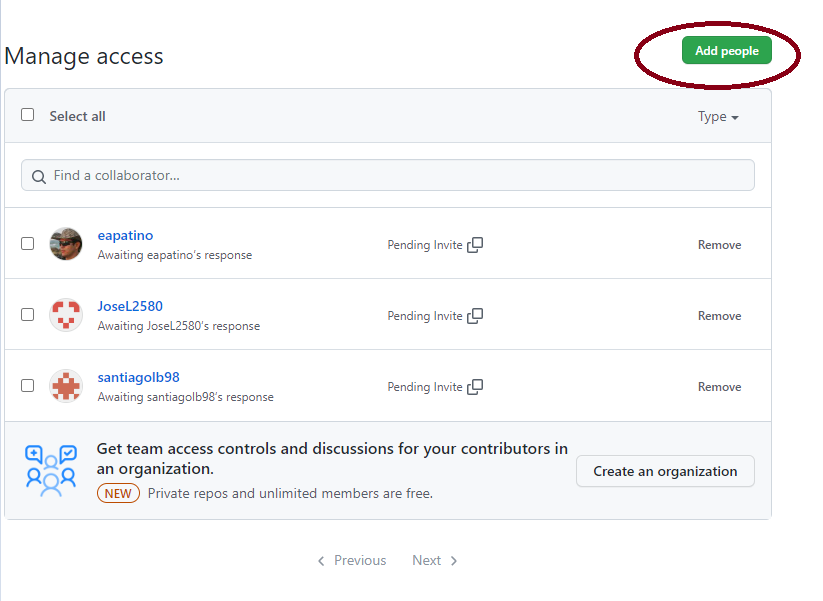 Manage access
Add people
Select all
Type
Find a collaborator...
eapatino
Awaiting eapatino's response
Pending Invite
Remove
JoseL2580
Awaiting JoseL2580's response
Pending Invite
Remove
santiagolb98
Awaiting santiagolb98's response
Pending Invite
Remove
Get team access controls and discussions for your contributors in
an organization.
NEW Private repos and unlimited members are free.
Create an organization
Previous Next